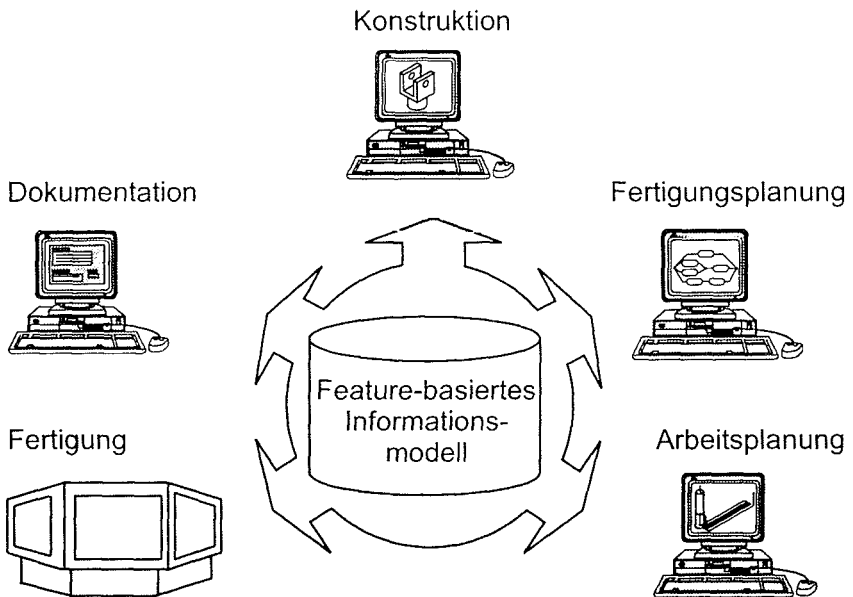 Konstruktion
Dokumentation
Fertigungsplanung
Feature-basiertes
Informations-
modell
Fertigung
Arbeitsplanung